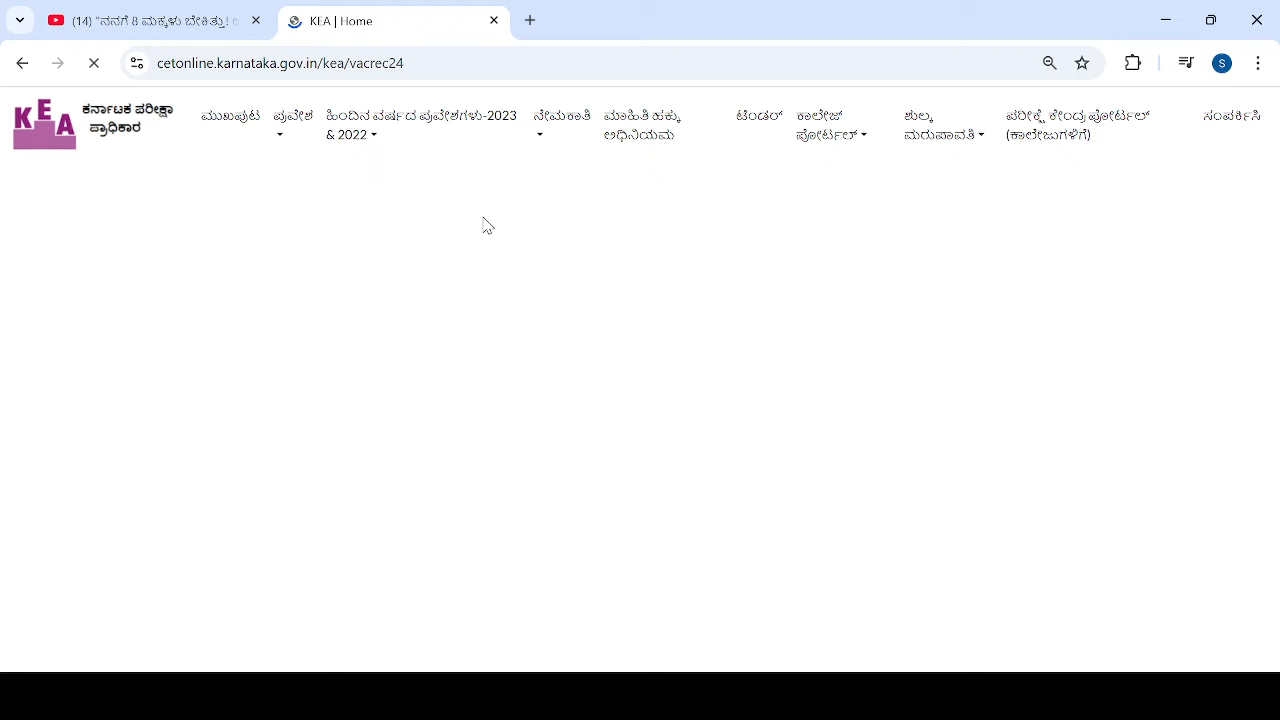 (14) "ನನಗೆ 8 ಮಕ್ಕಳು ಬೇಕಿತ್ತು!
KEA | Home
cetonline.karnataka.gov.in/kea/vacrec24
S
KEA
ಕರ್ನಾಟಕ ಪರೀಕ್ಷಾ
ಪ್ರಾಧಿಕಾರ
ಮುಖಪುಟ
ಪ್ರವೇಶ
ಹಿಂದಿನ ವರ್ಷದ ಪ್ರವೇಶಗಳು-2023
& 2022
ನೇಮಕಾತಿ
ಮಾಹಿತಿ ಹಕ್ಕು
ಅಧಿನಿಯಮ
ಟೆಂಡರ್
ಕಾಲೇಜ್
ಪೋರ್ಟಲ್
ಶುಲ್ಕ
ಮರುಪಾವತಿ
ಪರೀಕ್ಷೆ ಕೇಂದ್ರ ಪೋರ್ಟಲ್
(ಕಾಲೇಜುಗಳಿಗೆ)
ಸಂಪರ್ಕಿಸಿ